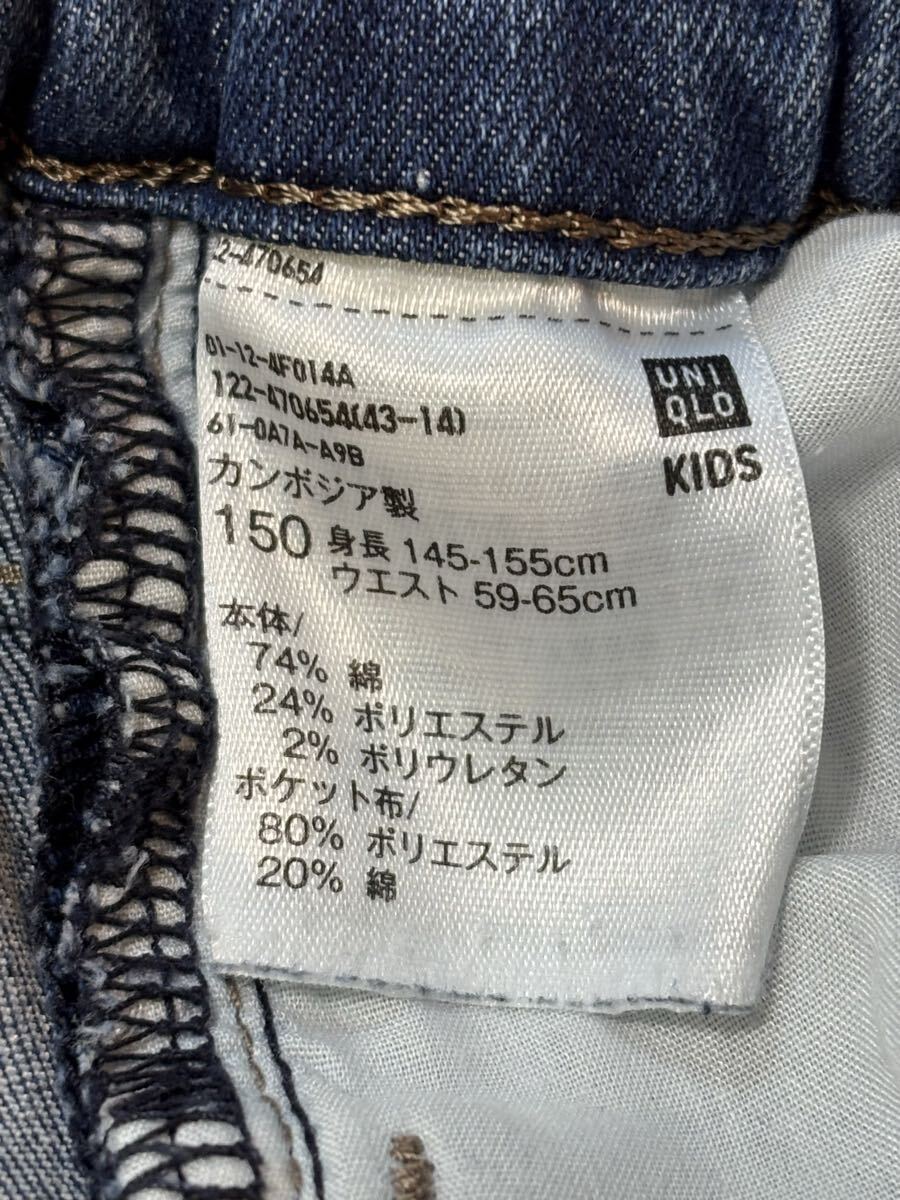 22-470654
01-12-4F014A
122-470654(43-14)
61-0A7A-A9B
カンボジア製
UNI
QLO
KIDS
150 身長 145-155cm
ウエスト 59-65cm
本体/
74% 綿
24% ポリエステル
2% ポリウレタン
ポケット布/
80% ポリエステル
20% 綿